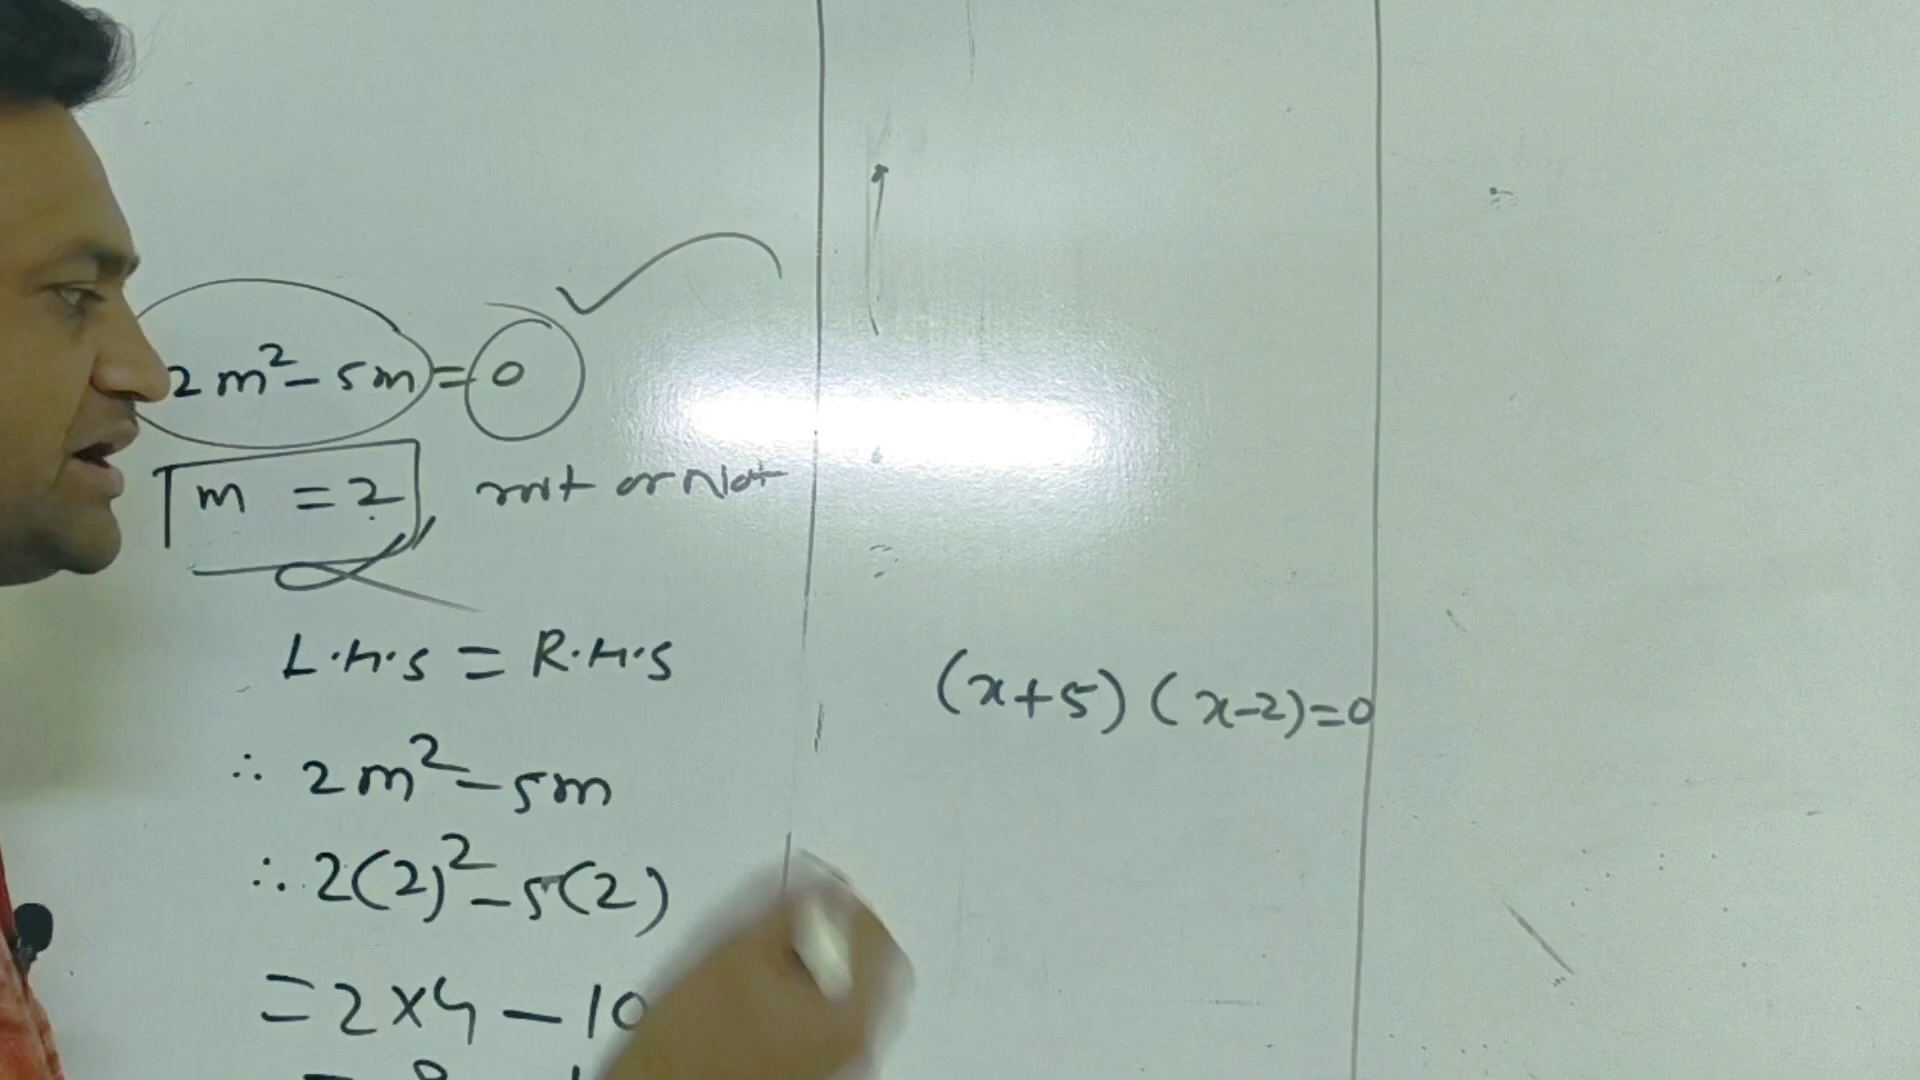 2m²-5m=0
m = 2 root or Not
L.H.S = R.H.S
∴ 2m²-5m
∴ 2(2)²-5(2)
=2×4-10
(x+5)(x-2)=0